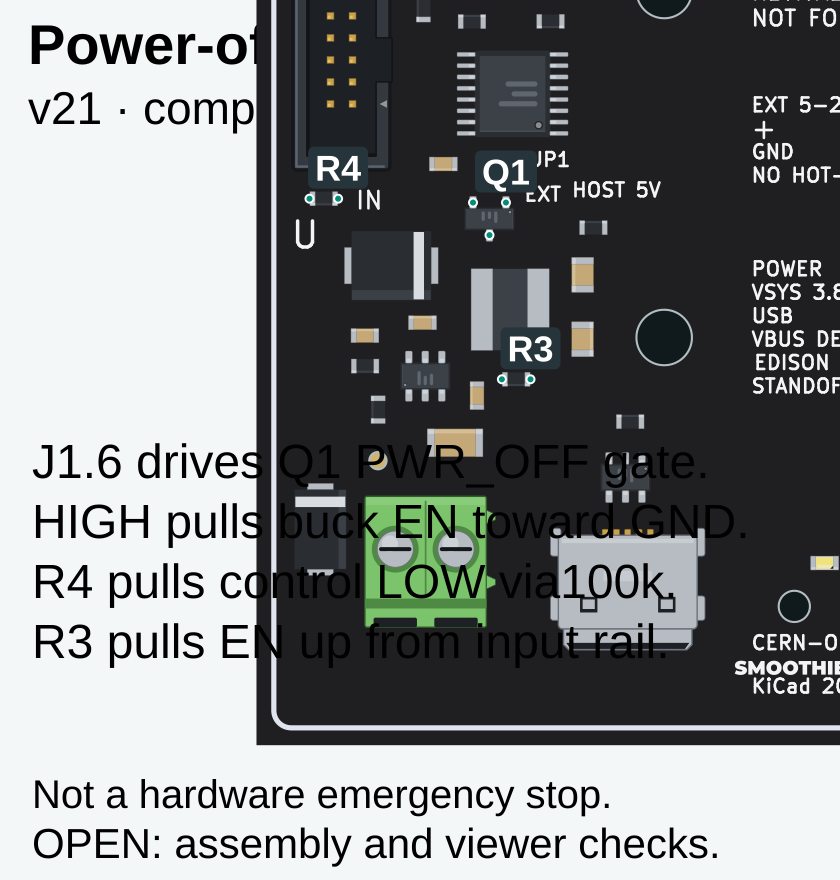 Power-of
v21 · comp
NOT FO
EXT 5-2
+
GND
NO HOT-
R4
Q1
JP1
EXT HOST 5V
IN
U
POWER
VSYS 3.8
USB
VBUS DE
EDISON
STANDOF
R3
J1.6 drives Q1 PWR_OFF gate.
HIGH pulls buck EN toward GND.
R4 pulls control LOW via100k.
R3 pulls EN up from input rail.
CERN-O
SMOOTHIE
KiCad 20
Not a hardware emergency stop.
OPEN: assembly and viewer checks.